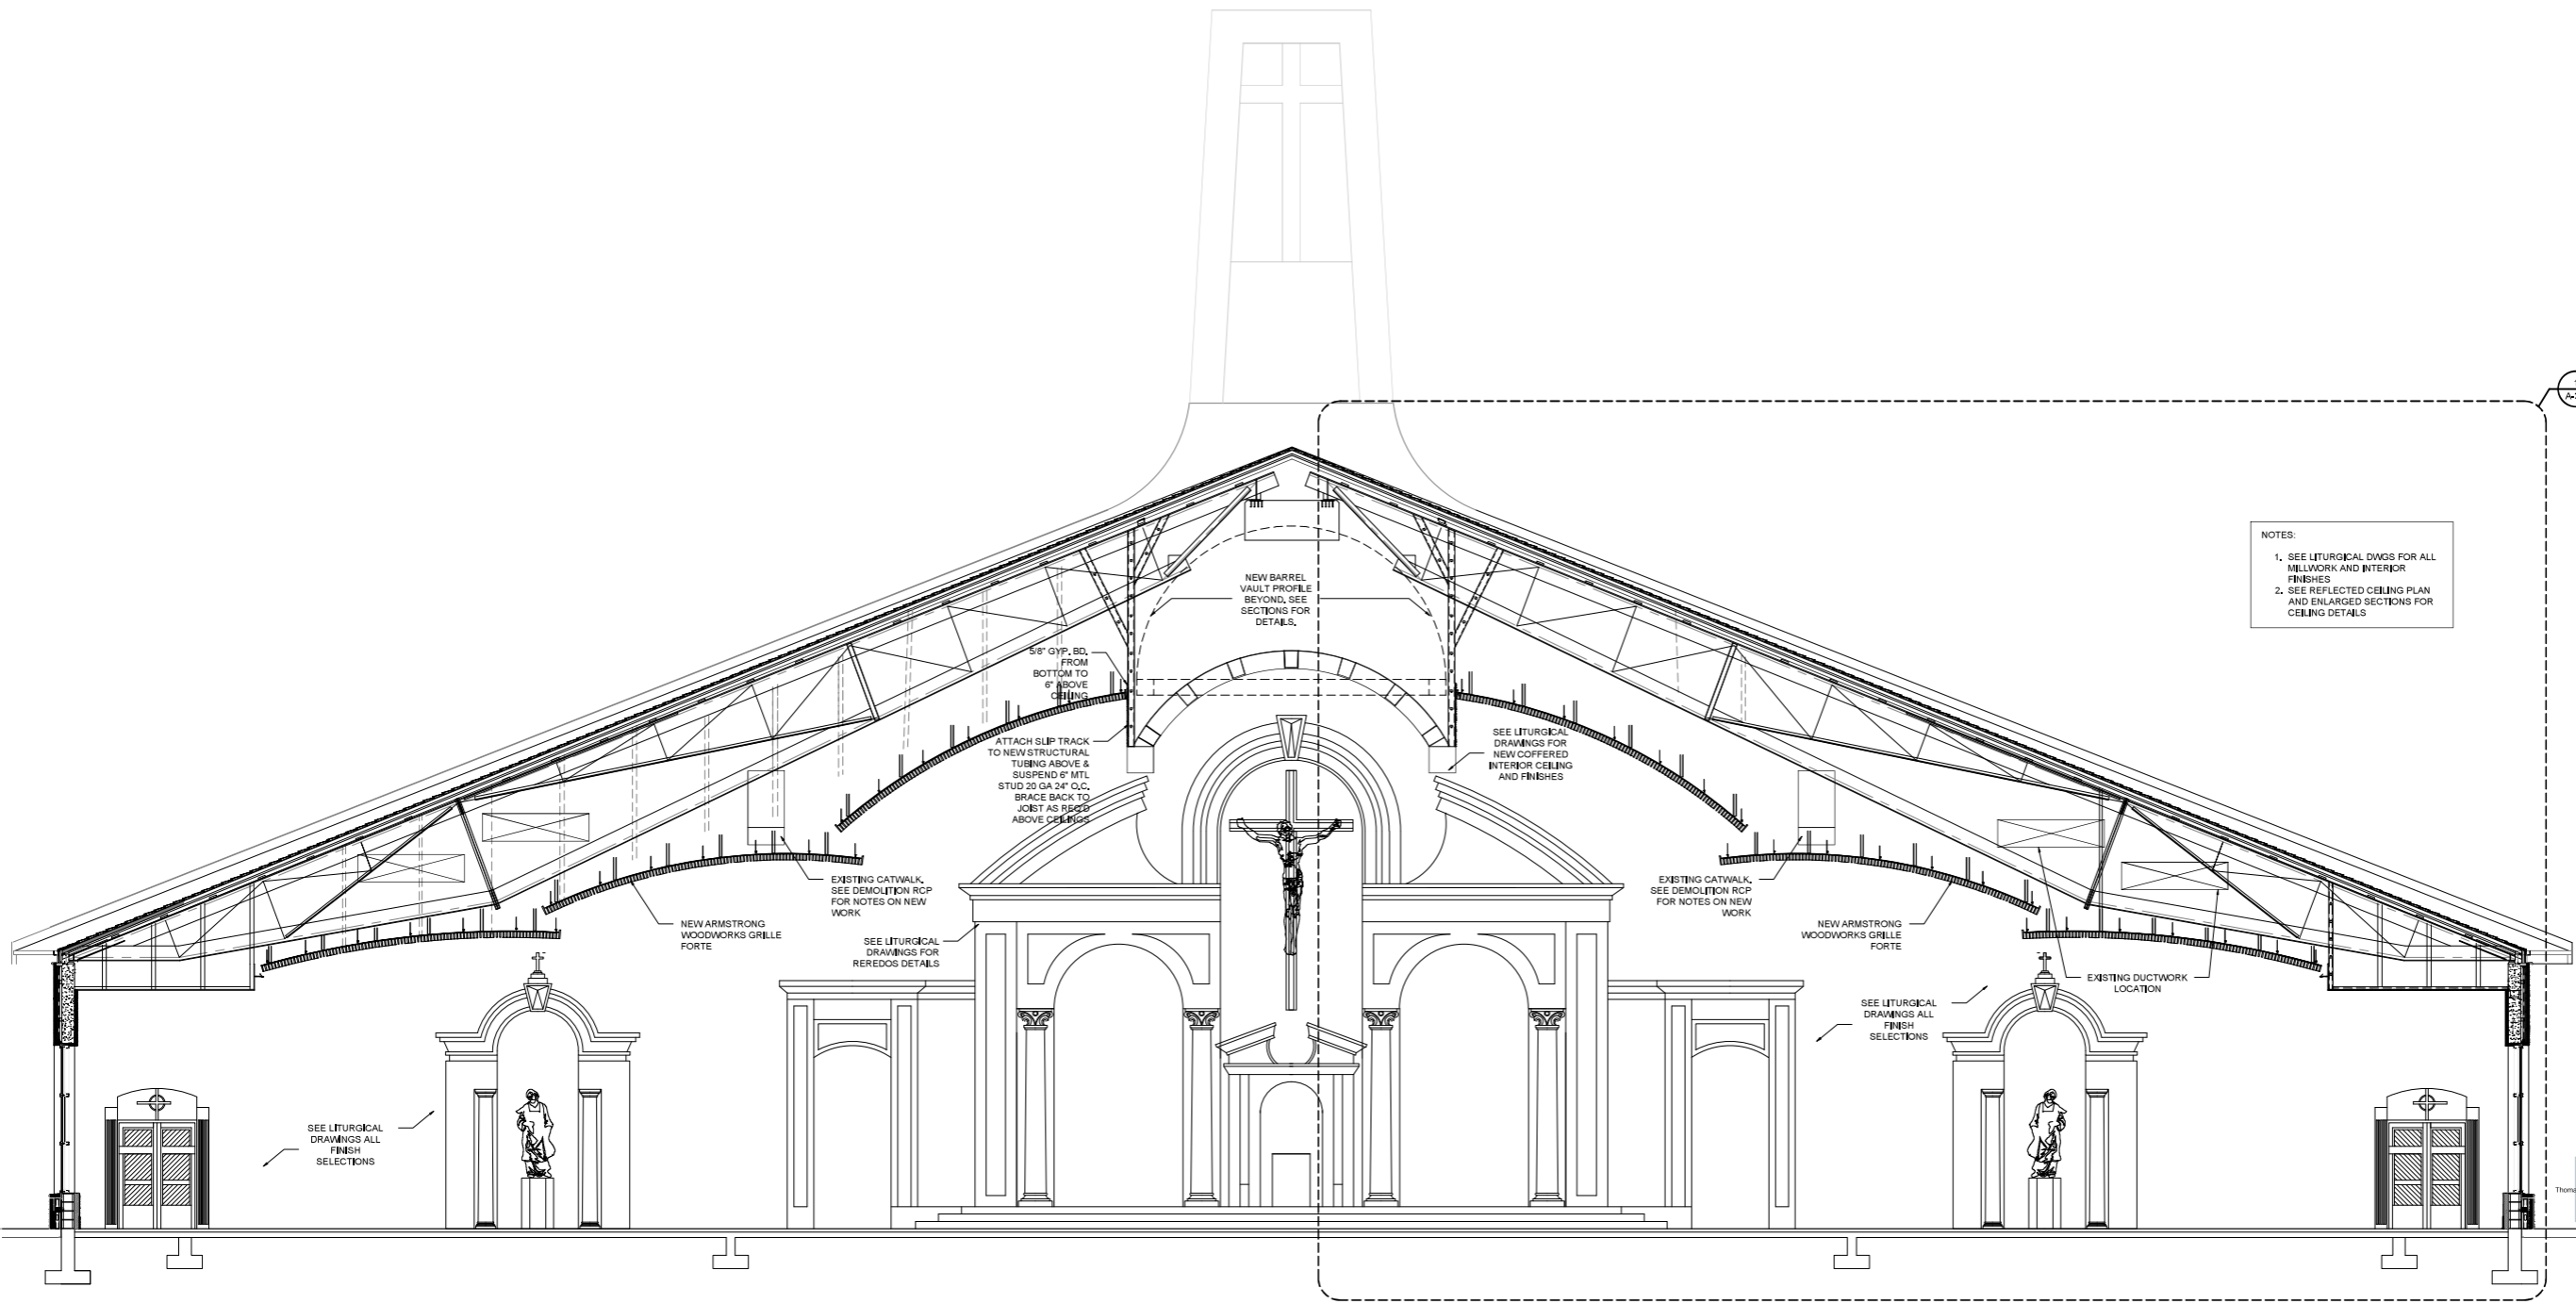 NOTES:
1. SEE LITURGICAL DWGS FOR ALL
MILLWORK AND INTERIOR
FINISHES
2. SEE REFLECTED CEILING PLAN
AND ENLARGED SECTIONS FOR
CEILING DETAILS
NEW BARREL
VAULT PROFILE
BEYOND. SEE
SECTIONS FOR
DETAILS.
5/8" GYP. BD.
FROM
BOTTOM TO
6" ABOVE
CEILING
ATTACH SLIP TRACK
TO NEW STRUCTURAL
TUBING ABOVE &
SUSPEND 6" MTL
STUD 20 GA 24" O.C.
BRACE BACK TO
JOIST AS REQ'D
ABOVE CEILINGS
SEE LITURGICAL
DRAWINGS FOR
NEW COFFERED
INTERIOR CEILING
AND FINISHES
EXISTING CATWALK.
SEE DEMOLITION RCP
FOR NOTES ON NEW
WORK
EXISTING CATWALK.
SEE DEMOLITION RCP
FOR NOTES ON NEW
WORK
NEW ARMSTRONG
WOODWORKS GRILLE
FORTE
SEE LITURGICAL
DRAWINGS FOR
REREDOS DETAILS
NEW ARMSTRONG
WOODWORKS GRILLE
FORTE
EXISTING DUCTWORK
LOCATION
SEE LITURGICAL
DRAWINGS ALL
FINISH
SELECTIONS
SEE LITURGICAL
DRAWINGS ALL
FINISH
SELECTIONS